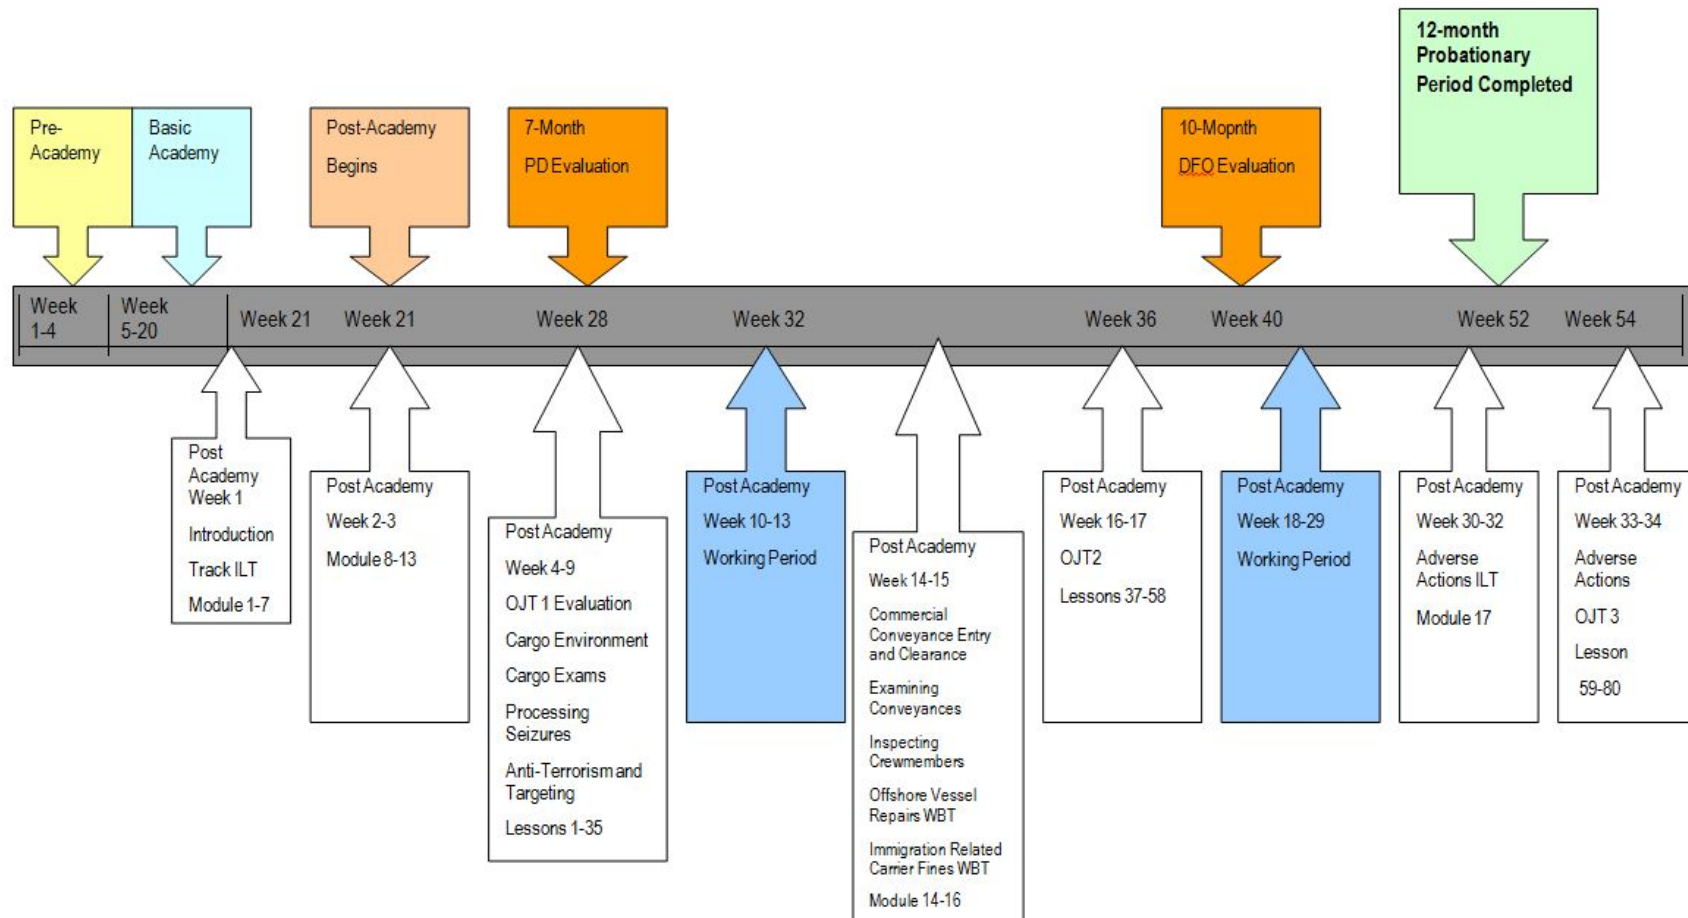 12-month
Probationary
Period Completed
Pre-
Academy
Basic
Academy
Post-Academy
Begins
7-Month
PD Evaluation
10-Mopnth
DFO Evaluation
Week
1-4
Week
5-20
Week 21
Week 21
Week 28
Week 32
Week 36
Week 40
Week 52
Week 54
Post
Academy
Week 1
Introduction
Track ILT
Module 1-7
Post Academy
Week 2-3
Module 8-13
Post Academy
Week 4-9
OJT 1 Evaluation
Cargo Environment
Cargo Exams
Processing
Seizures
Anti-Terrorism and
Targeting
Lessons 1-35
Post Academy
Week 10-13
Working Period
Post Academy
Week 14-15
Commercial
Conveyance Entry
and Clearance
Examining
Conveyances
Inspecting
Crewmembers
Offshore Vessel
Repairs WBT
Immigration Related
Carrier Fines WBT
Module 14-16
Post Academy
Week 16-17
OJT2
Lessons 37-58
Post Academy
Week 18-29
Working Period
Post Academy
Week 30-32
Adverse
Actions ILT
Module 17
Post Academy
Week 33-34
Adverse
Actions
OJT 3
Lesson
59-80